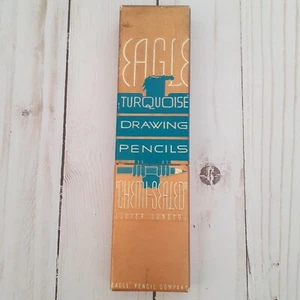 EAGLE
TURQUOISE
DRAWING
PENCILS
"CHEMI-SEALED"
EAGLE PENCIL COMPANY